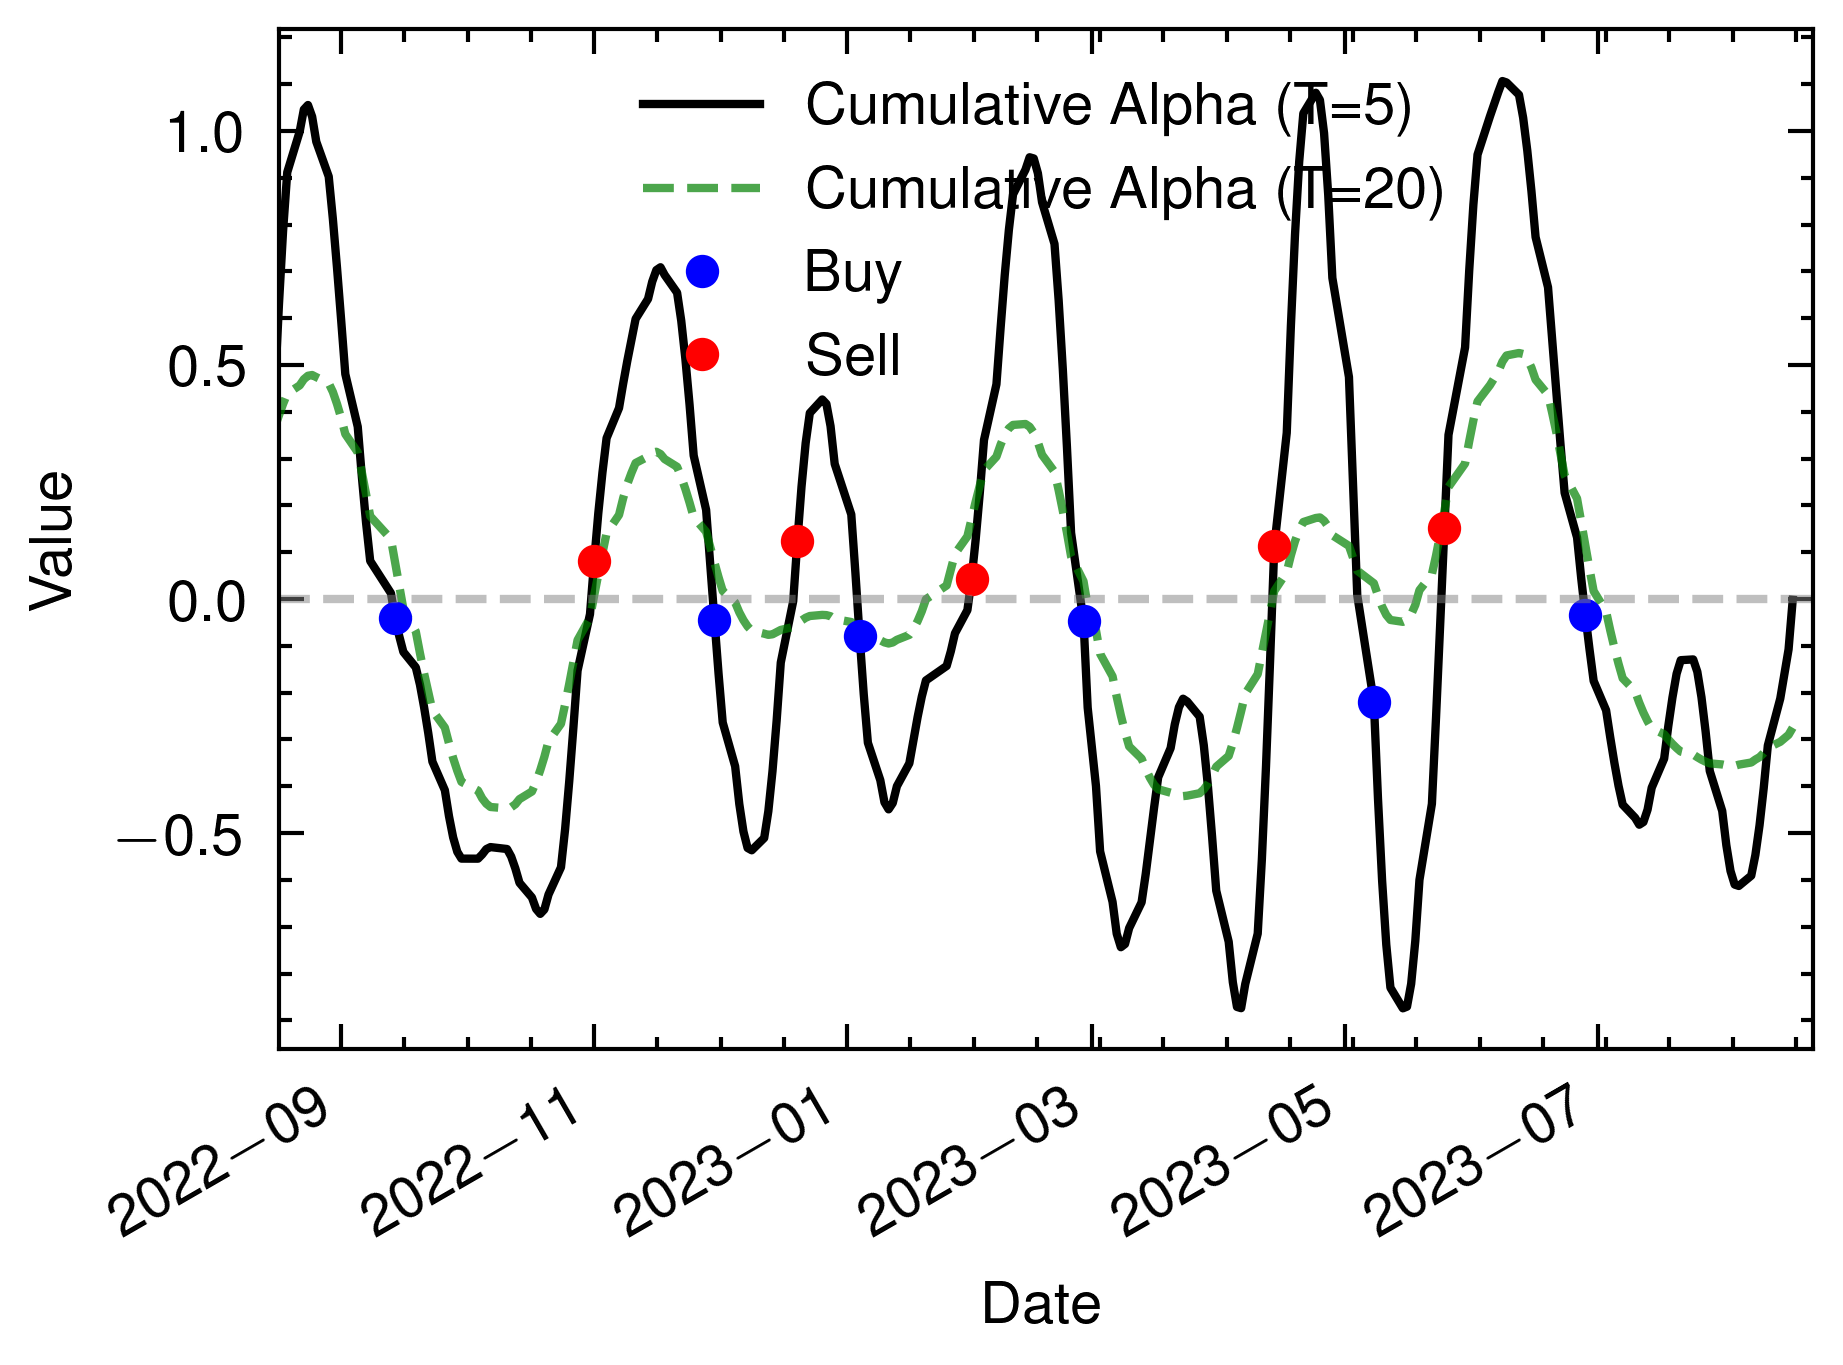 Cumulative Alpha (T=5)
Cumulative Alpha (T=20)
Buy
Sell
1.0
0.5
0.0
−0.5
Value
2022−09
2022−11
2023−01
2023−03
2023−05
2023−07
Date